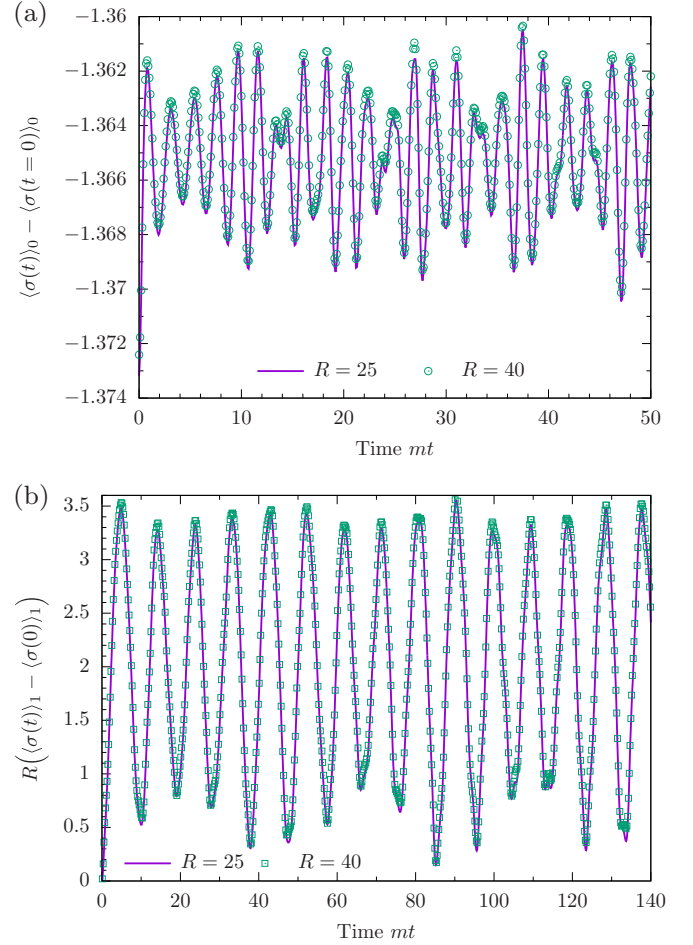 (a)
−1.36
−1.362
−1.364
−1.366
−1.368
−1.37
−1.372
−1.374
⟨σ(t)⟩₀ − ⟨σ(t = 0)⟩₀
R = 25 R = 40
0 10 20 30 40 50
Time mt
(b)
3.5
3
2.5
2
1.5
1
0.5
0
R(⟨σ(t)⟩₁ − ⟨σ(0)⟩₁)
R = 25 R = 40
0 20 40 60 80 100 120 140
Time mt